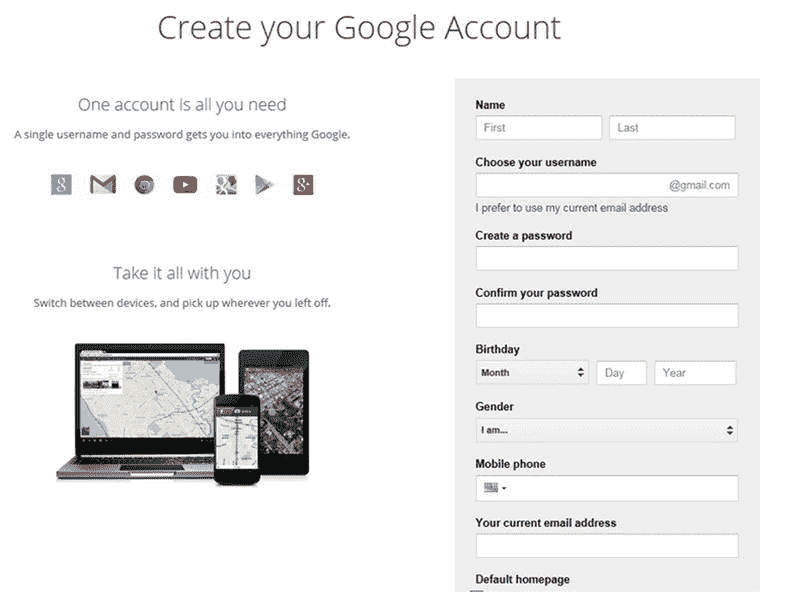 Create your Google Account
One account is all you need
A single username and password gets you into everything Google.
Take it all with you
Switch between devices, and pick up wherever you left off.
Name
First
Last
Choose your username
@gmail.com
I prefer to use my current email address
Create a password
Confirm your password
Birthday
Month
Day
Year
Gender
I am...
Mobile phone
Your current email address
Default homepage